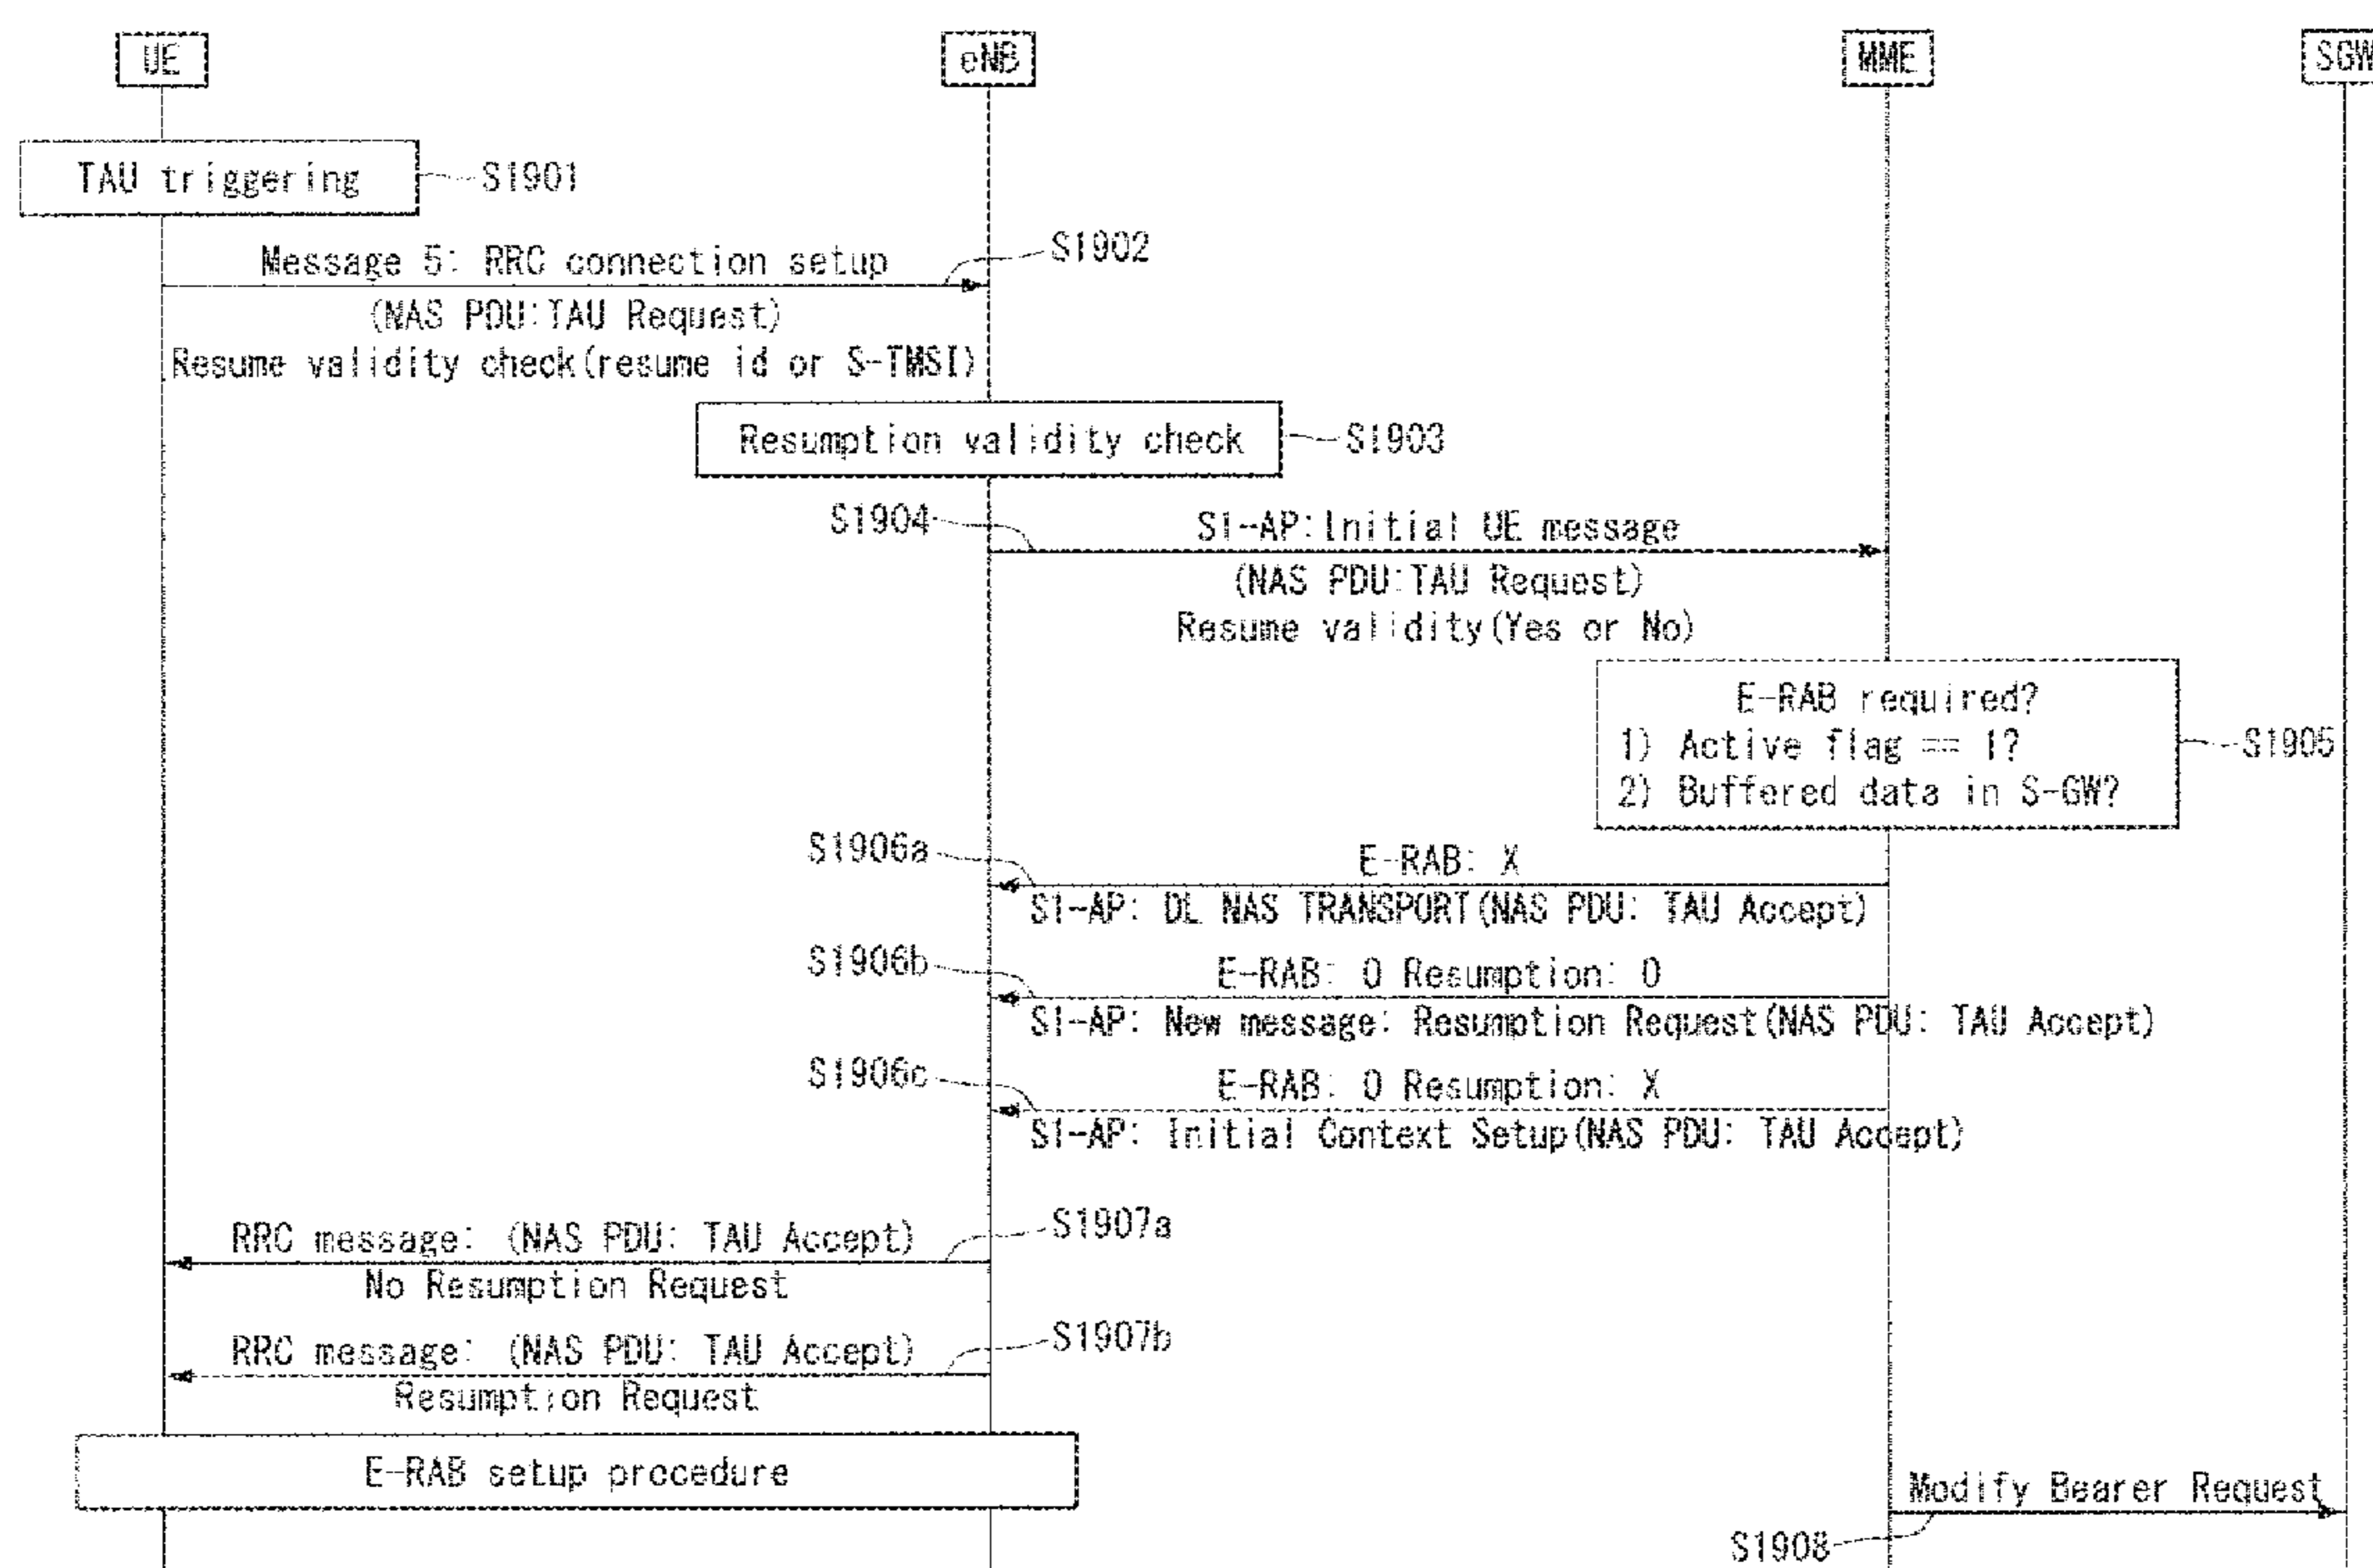 UE
eNB
MME
SGW
TAU triggering
S1901
Message 5: RRC connection setup
S1902
(NAS PDU:TAU Request)
Resume validity check(resume id or S-TMSI)
Resumption validity check
S1903
S1904
S1-AP:Initial UE message
(NAS PDU:TAU Request)
Resume validity(Yes or No)
E-RAB required?
1) Active flag == 1?
2) Buffered data in S-GW?
S1905
S1906a
E-RAB: X
S1-AP: DL NAS TRANSPORT(NAS PDU: TAU Accept)
S1906b
E-RAB: O Resumption: O
S1-AP: New message: Resumption Request(NAS PDU: TAU Accept)
S1906c
E-RAB: O Resumption: X
S1-AP: Initial Context Setup(NAS PDU: TAU Accept)
RRC message: (NAS PDU: TAU Accept)
S1907a
No Resumption Request
RRC message: (NAS PDU: TAU Accept)
S1907b
Resumption Request
E-RAB setup procedure
Modify Bearer Request
S1908